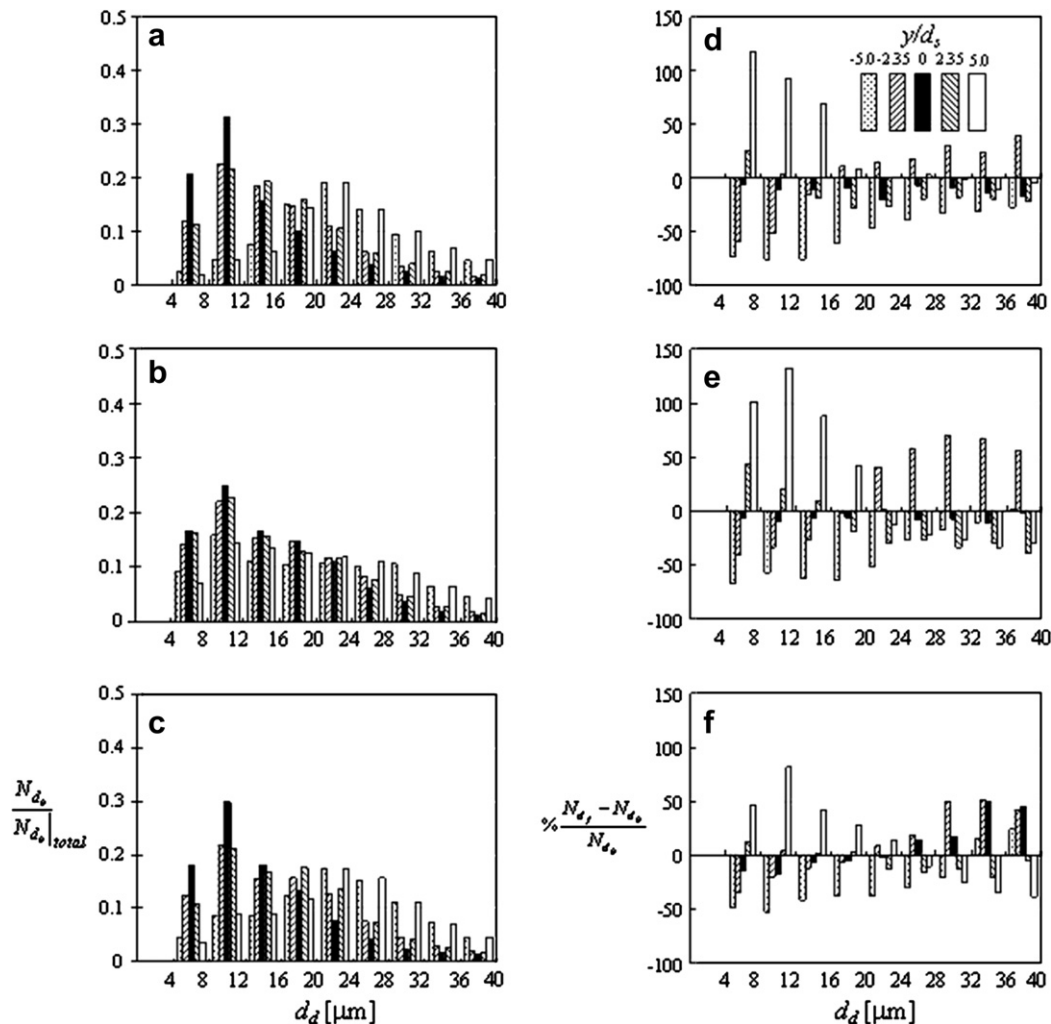 a
0.5
0.4
0.3
0.2
0.1
0
4 8 12 16 20 24 28 32 36 40
b
0.5
0.4
0.3
0.2
0.1
0
4 8 12 16 20 24 28 32 36 40
c
0.5
0.4
0.3
0.2
0.1
0
4 8 12 16 20 24 28 32 36 40
N_{d_o} / N_{d_o}|_{total}
d_d [µm]
d
y/d_s
-5.0 -2.35 0 2.35 5.0
150
100
50
0
-50
-100
4 8 12 16 20 24 28 32 36 40
e
150
100
50
0
-50
-100
4 8 12 16 20 24 28 32 36 40
f
150
100
50
0
-50
-100
4 8 12 16 20 24 28 32 36 40
% N_{d_f} − N_{d_o} / N_{d_o}
d_d [µm]